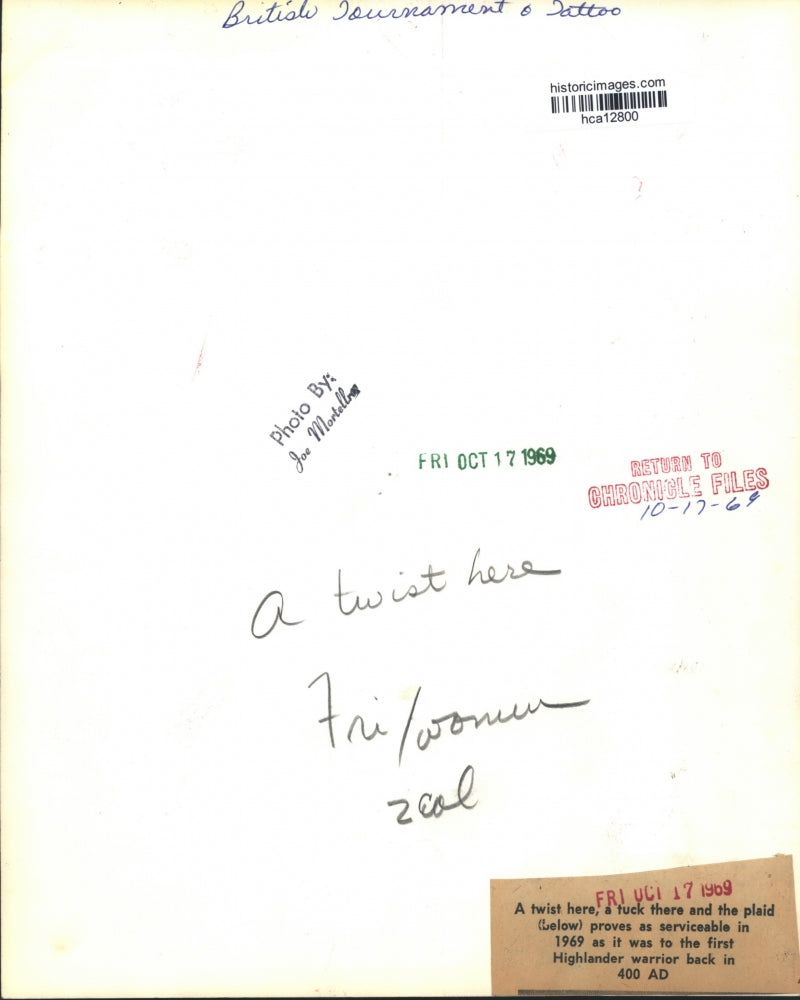 British Tournament & Tattoo
historicimages.com
hca12800
Photo By:
Joe
FRI OCT 17 1969
RETURN TO
CHRONICLE FILES
10-17-69
A twist here
Fri/women
2 col
FRI OCT 17 1969
A twist here, a tuck there and the plaid
(below) proves as serviceable in
1969 as it was to the first
Highlander warrior back in
400 AD